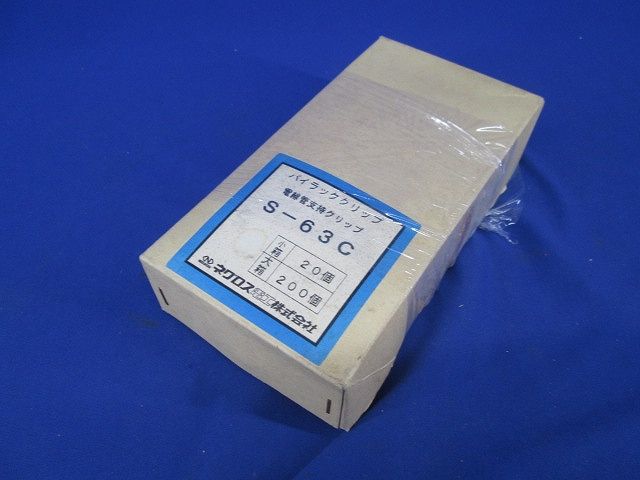 パイラッククリップ
電線管支持クリップ
S-63C
小箱 20個
大箱 200個
ネグロス電工株式会社